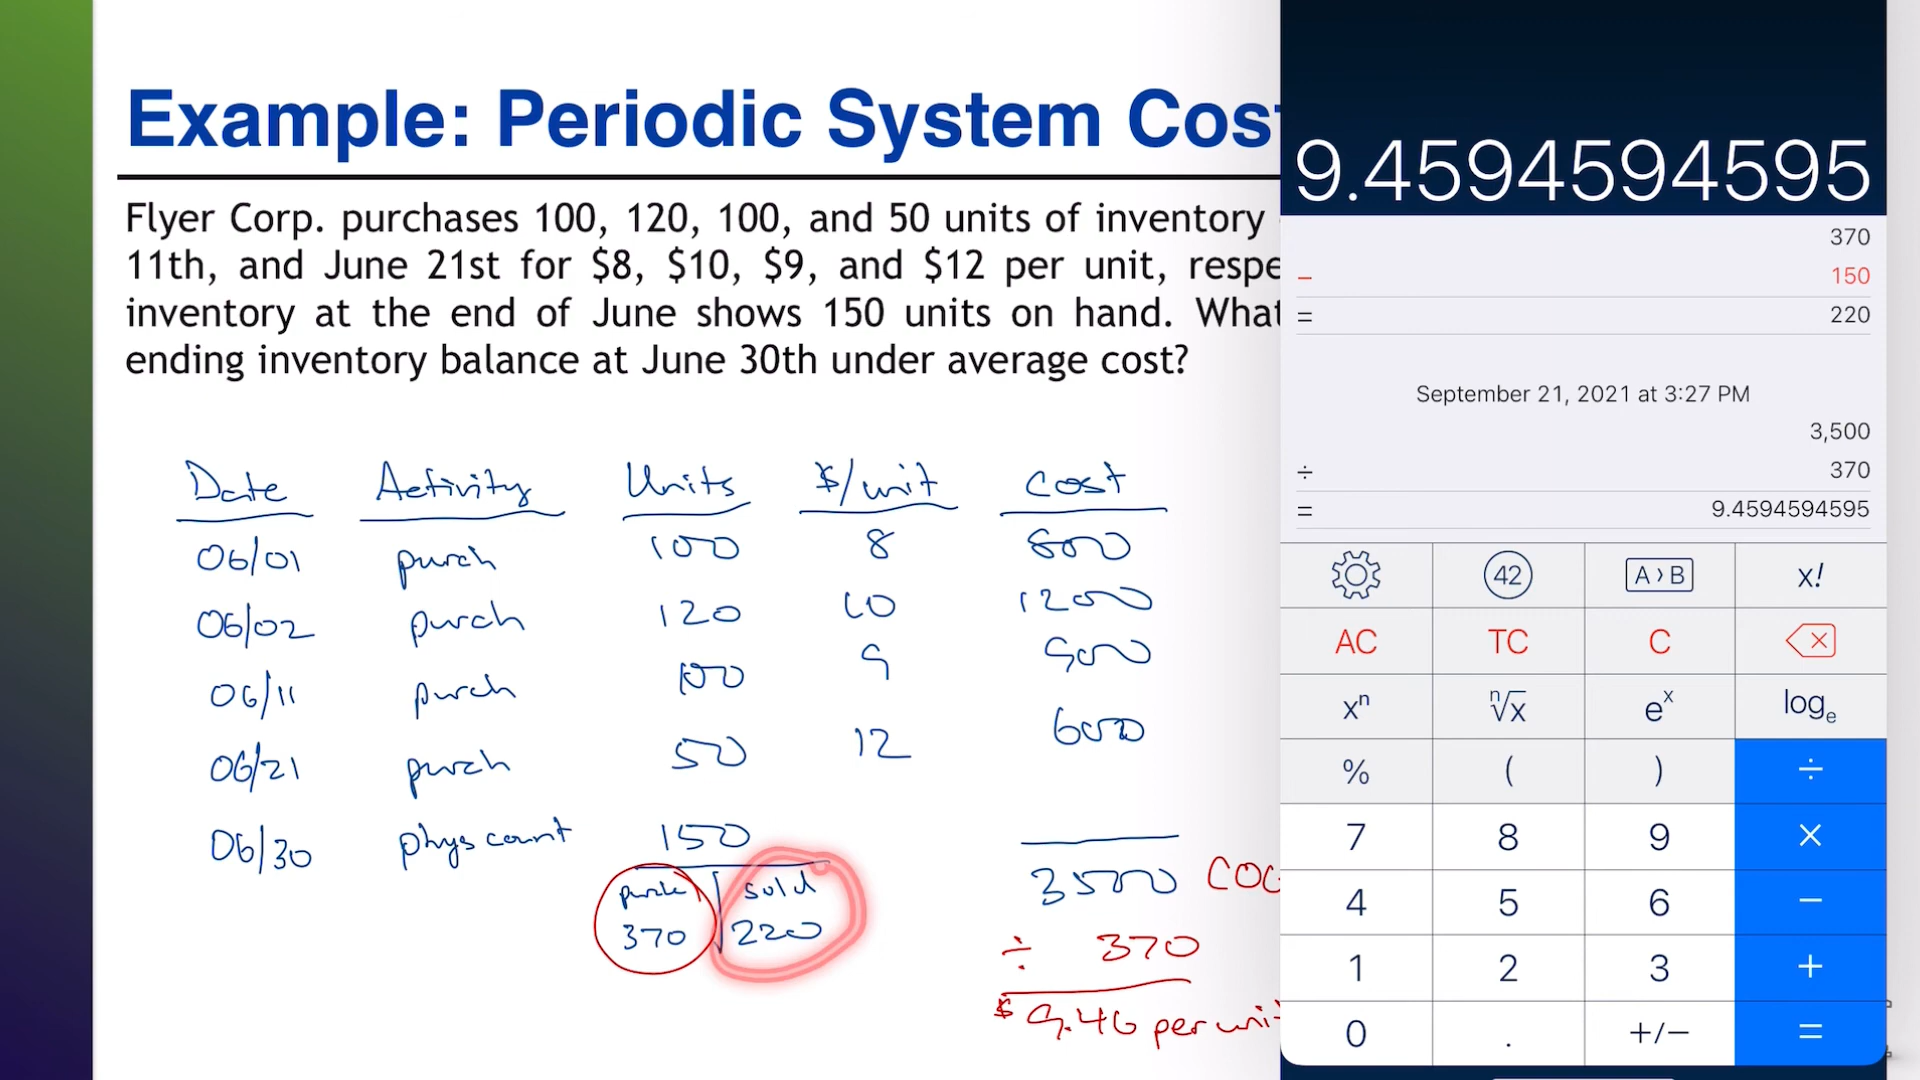 Example: Periodic System Cost
Flyer Corp. purchases 100, 120, 100, and 50 units of inventory
11th, and June 21st for $8, $10, $9, and $12 per unit, respe
inventory at the end of June shows 150 units on hand. What
ending inventory balance at June 30th under average cost?
Date Activity Units $/unit Cost
06/01 purch 100 8 800
06/02 purch 120 10 1200
06/11 purch 100 9 900
06/21 purch 50 12 600
06/30 phys count 150
purch sold
370 220
3500 COG
÷ 370
$ 9.46 per unit
9.4594594595
370
– 150
= 220
September 21, 2021 at 3:27 PM
3,500
÷ 370
= 9.4594594595
42 A›B x!
AC TC C
xⁿ ⁿ√x eˣ logₑ
% ( ) ÷
7 8 9 ×
4 5 6 −
1 2 3 +
0 . +/− =